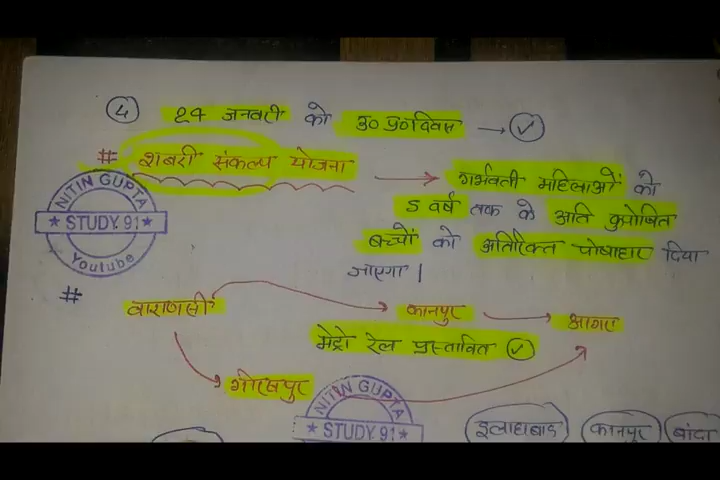 4 24 जनवरी को उ० प्र० दिवस → ✓
# शबरी संकल्प योजना → गर्भवती महिलाओं को
5 वर्ष तक के अति कुपोषित
बच्चों को अतिरिक्त पोषाहार दिया
जाएगा |
NITIN GUPTA
★ STUDY 91 ★
Youtube
# वाराणसी → कानपुर → आगरा
मेट्रो रेल प्रस्तावित ✓
गोरखपुर
NITIN GUPTA
★ STUDY 91 ★
इलाहाबाद कानपुर बांदा